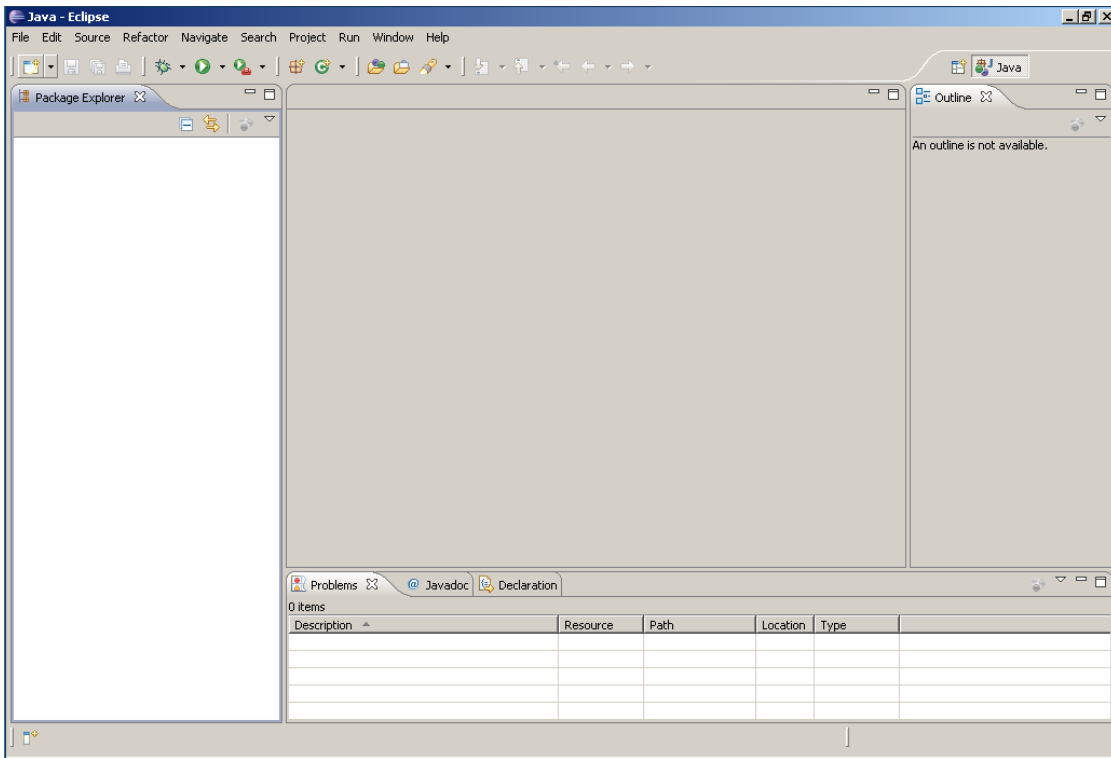 Java - Eclipse
File Edit Source Refactor Navigate Search Project Run Window Help
Java
Package Explorer
Outline
An outline is not available.
Problems @ Javadoc Declaration
0 items
Description Resource Path Location Type